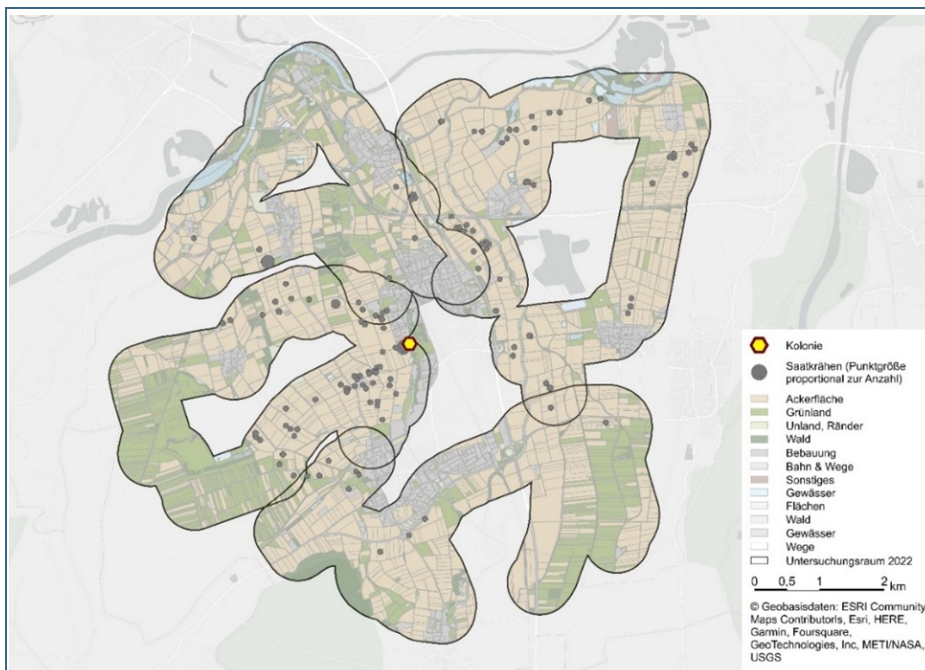 Kolonie
Saatkrähen (Punktgröße
proportional zur Anzahl)
Ackerfläche
Grünland
Unland, Ränder
Wald
Bebauung
Bahn & Wege
Sonstiges
Gewässer
Flächen
Wald
Gewässer
Wege
Untersuchungsraum 2022
0 0,5 1 2 km
© Geobasisdaten: ESRI Community
Maps Contributorls, Esri, HERE,
Garmin, Foursquare,
GeoTechnologies, Inc, METI/NASA,
USGS